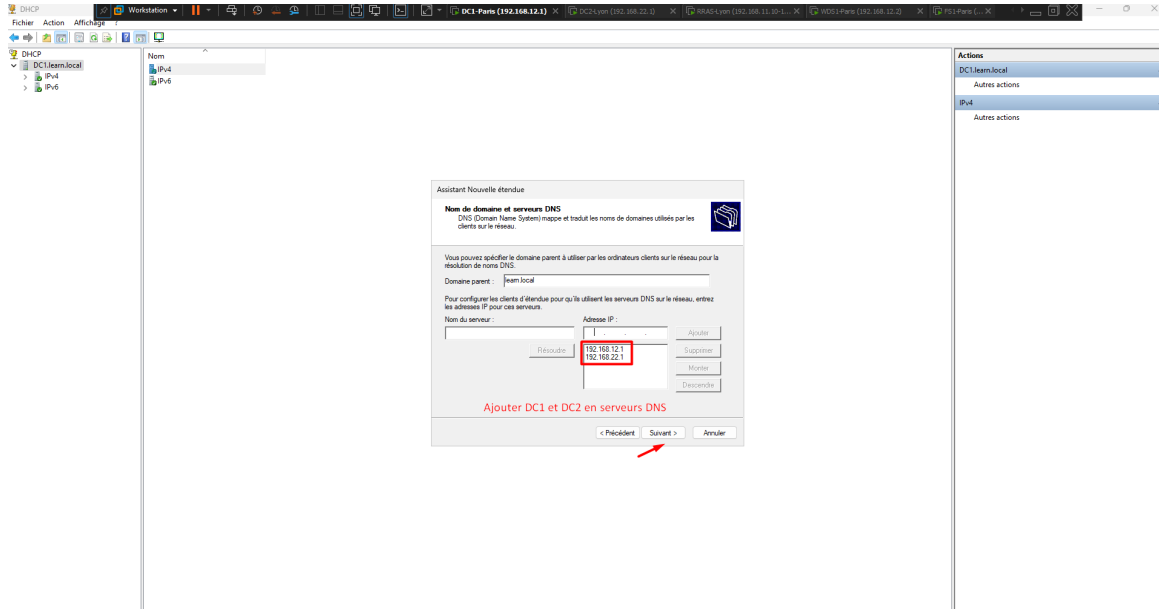 DHCP
Workstation
DC1-Paris (192.168.12.1)
DC2-Lyon (192.168.22.1)
RRAS-Lyon (192.168.11.10-1...
WDS1-Paris (192.168.12.2)
FS1-Paris (...
Fichier Action Affichage ?
DHCP
DC1.learn.local
IPv4
IPv6
Nom
IPv4
IPv6
Actions
DC1.learn.local
Autres actions
IPv4
Autres actions
Assistant Nouvelle étendue
Nom de domaine et serveurs DNS
DNS (Domain Name System) mappe et traduit les noms de domaines utilisés par les
clients sur le réseau.
Vous pouvez spécifier le domaine parent à utiliser par les ordinateurs clients sur le réseau pour la
résolution de noms DNS.
Domaine parent : learn.local
Pour configurer les clients d'étendue pour qu'ils utilisent les serveurs DNS sur le réseau, entrez
les adresses IP pour ces serveurs.
Nom du serveur : Adresse IP :
Ajouter
Résoudre
192.168.12.1
192.168.22.1
Supprimer
Monter
Descendre
Ajouter DC1 et DC2 en serveurs DNS
< Précédent Suivant > Annuler